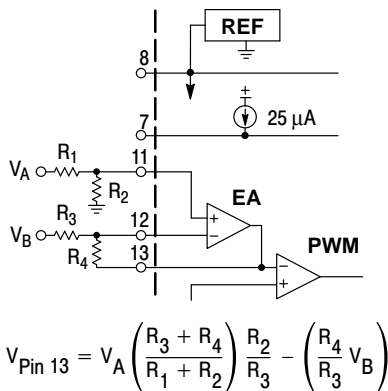 REF
8
7
25 μA
V_A
R_1
11
R_2
EA
+
−
V_B
R_3
12
R_4
13
PWM
−
+
V_Pin 13 = V_A ( (R_3 + R_4) / (R_1 + R_2) ) R_2 / R_3 − ( R_4 / R_3 V_B )